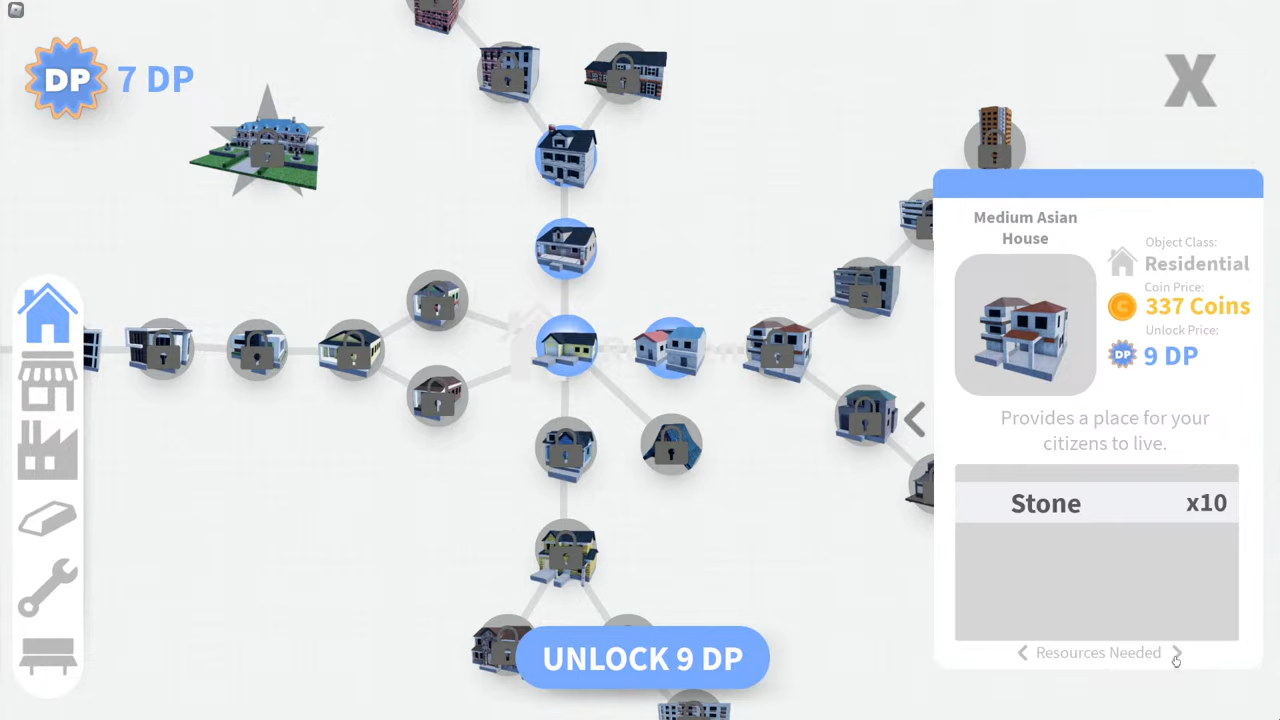 DP 7 DP
X
Medium Asian
House
Object Class:
Residential
Coin Price:
C 337 Coins
Unlock Price:
DP 9 DP
Provides a place for your
citizens to live.
Stone x10
Resources Needed
UNLOCK 9 DP